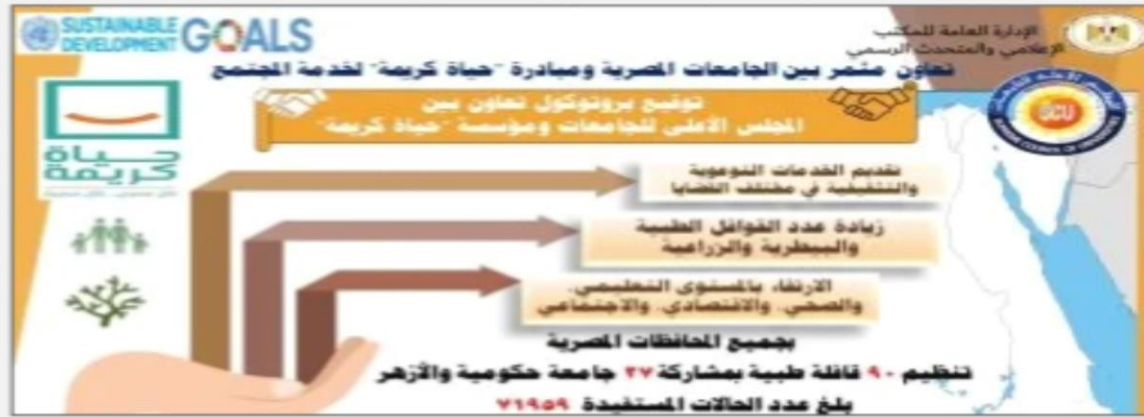 SUSTAINABLE
DEVELOPMENT GOALS
الإدارة العامة للمكتب
الإعلامي والمتحدث الرسمي
تعاون مثمر بين الجامعات المصرية ومبادرة "حياة كريمة" لخدمة المجتمع
توقيع بروتوكول تعاون بين
المجلس الأعلى للجامعات ومؤسسة "حياة كريمة"
SCU
حياة
كريمة
تقديم الخدمات التوعوية
والتثقيفية في مختلف القضايا
زيادة عدد القوافل الطبية
والبيطرية والزراعية
الارتقاء بالمستوى التعليمي،
والصحي، والاقتصادي، والاجتماعي
بجميع المحافظات المصرية
تنظيم ٩٠ قافلة طبية بمشاركة ٢٧ جامعة حكومية والأزهر
بلغ عدد الحالات المستفيدة ٧١٩٥٩